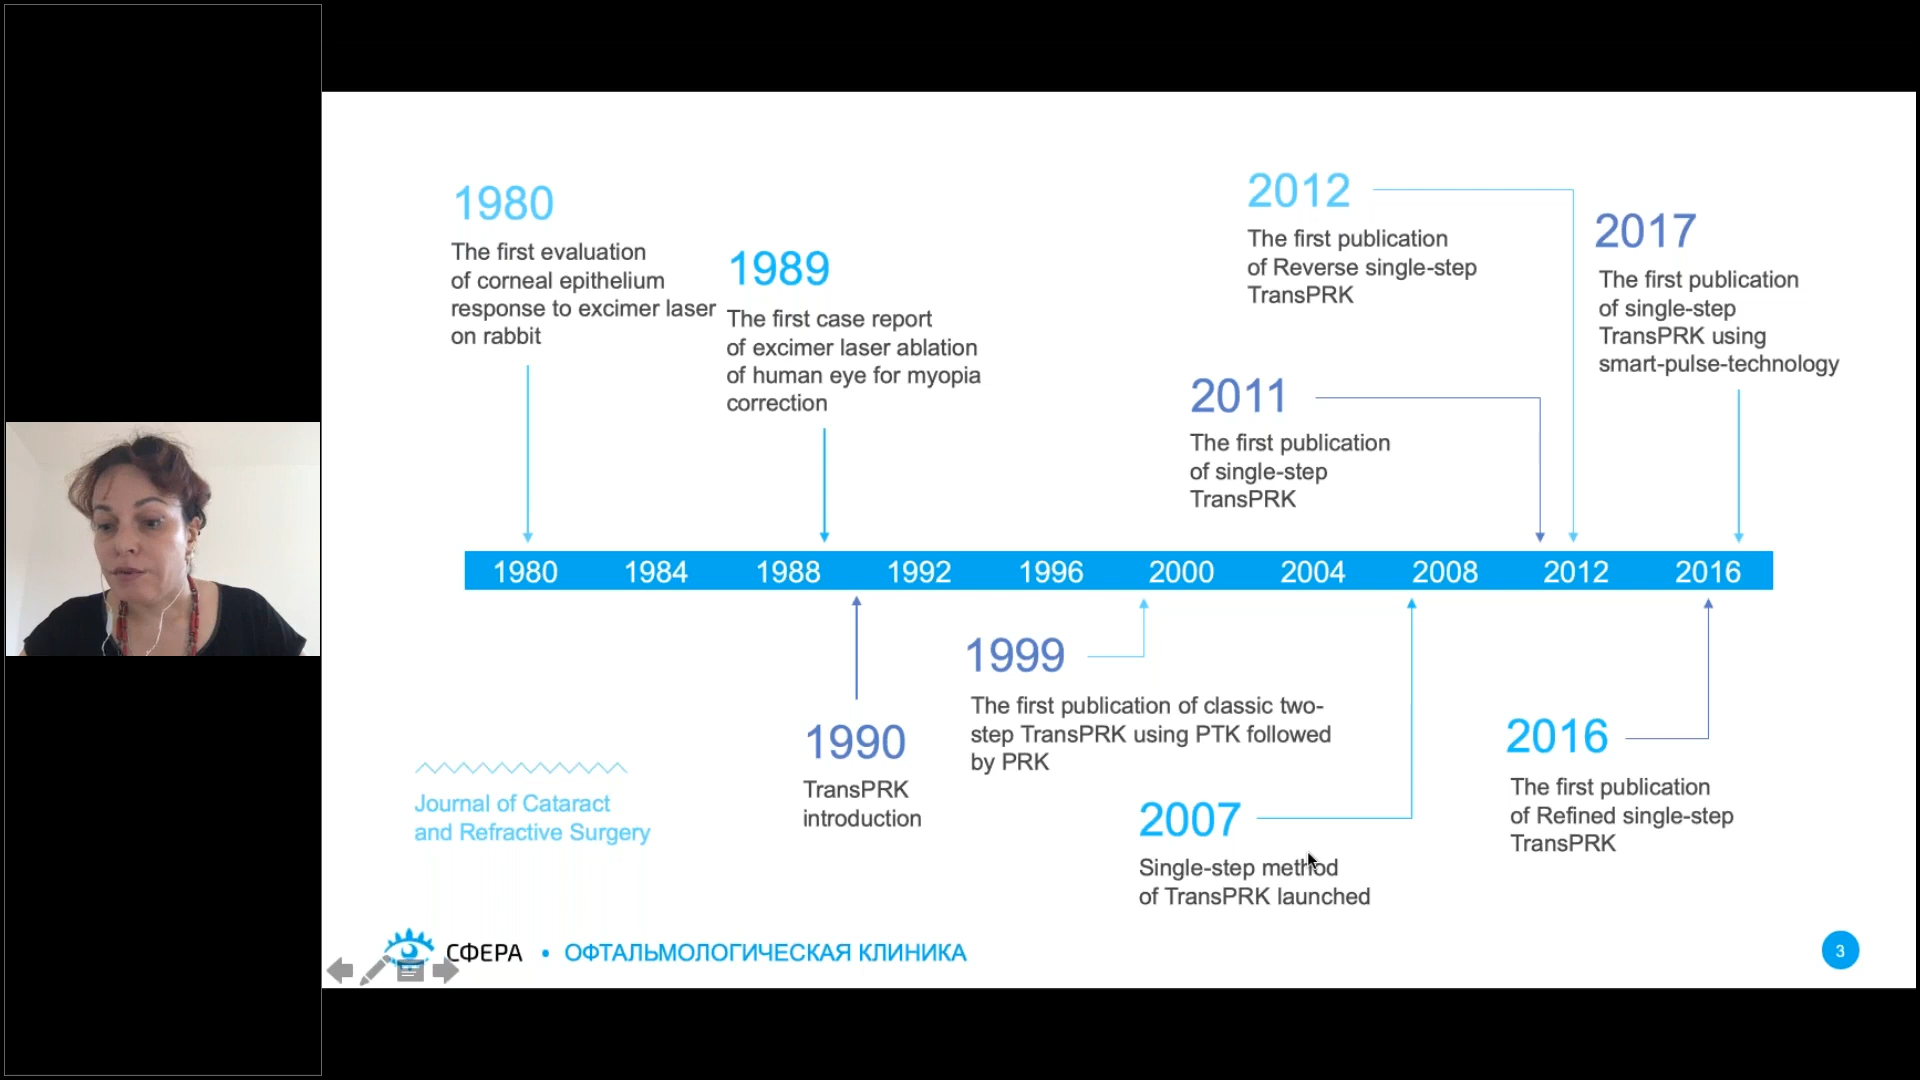 1980
The first evaluation
of corneal epithelium
response to excimer laser
on rabbit
1989
The first case report
of excimer laser ablation
of human eye for myopia
correction
2012
The first publication
of Reverse single-step
TransPRK
2017
The first publication
of single-step
TransPRK using
smart-pulse-technology
2011
The first publication
of single-step
TransPRK
1980 1984 1988 1992 1996 2000 2004 2008 2012 2016
1990
TransPRK
introduction
1999
The first publication of classic two-
step TransPRK using PTK followed
by PRK
2007
Single-step method
of TransPRK launched
2016
The first publication
of Refined single-step
TransPRK
Journal of Cataract
and Refractive Surgery
СФЕРА • ОФТАЛЬМОЛОГИЧЕСКАЯ КЛИНИКА
3